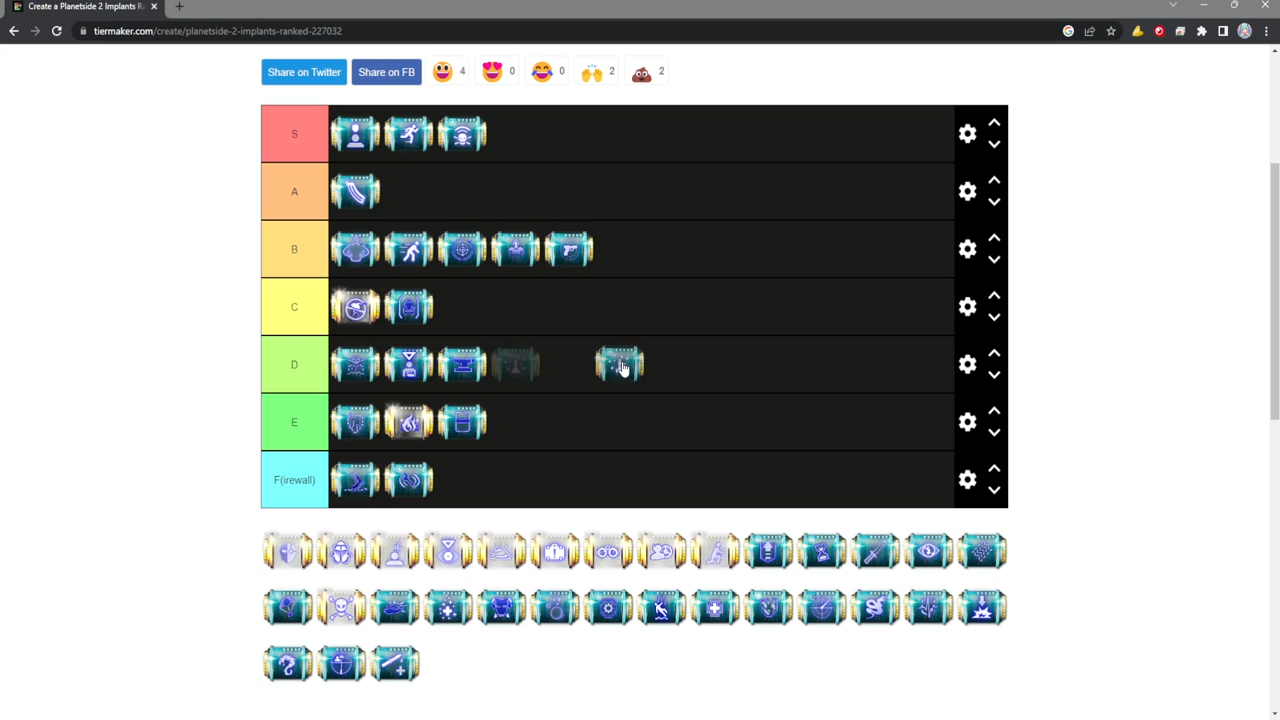 Create a Planetside 2 Implants R
tiermaker.com/create/planetside-2-implants-ranked-227032
Share on Twitter
Share on FB
4
0
0
2
2
S
A
B
C
D
E
F(irewall)